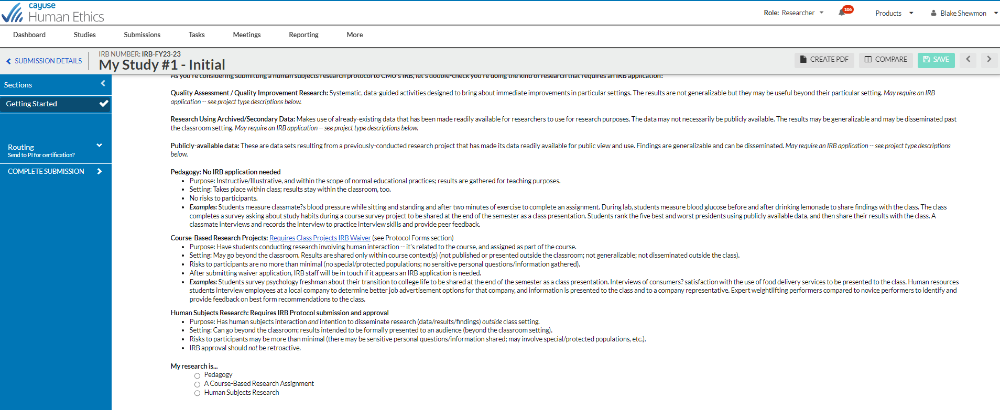 cayuse
Human Ethics
Role: Researcher
106
Products
Blake Shewmon
Dashboard
Studies
Submissions
Tasks
Meetings
Reporting
More
SUBMISSION DETAILS
IRB NUMBER: IRB-FY23-23
My Study #1 - Initial
CREATE PDF
COMPARE
SAVE
Sections
Getting Started
Routing
Send to PI for certification?
COMPLETE SUBMISSION
As you're considering submitting a human subjects research protocol to CMU's IRB, let's double-check you're doing the kind of research that requires an IRB application:
Quality Assessment / Quality Improvement Research: Systematic, data-guided activities designed to bring about immediate improvements in particular settings. The results are not generalizable but they may be useful beyond their particular setting. May require an IRB
application -- see project type descriptions below.
Research Using Archived/Secondary Data: Makes use of already-existing data that has been made readily available for researchers to use for research purposes. The data may not necessarily be publicly available. The results may be generalizable and may be disseminated past
the classroom setting. May require an IRB application -- see project type descriptions below.
Publicly-available data: These are data sets resulting from a previously-conducted research project that has made its data readily available for public view and use. Findings are generalizable and can be disseminated. May require an IRB application -- see project type descriptions
below.
Pedagogy: No IRB application needed
• Purpose: Instructive/Illustrative, and within the scope of normal educational practices; results are gathered for teaching purposes.
• Setting: Takes place within class; results stay within the classroom, too.
• No risks to participants.
• Examples: Students measure classmate?s blood pressure while sitting and standing and after two minutes of exercise to complete an assignment. During lab, students measure blood glucose before and after drinking lemonade to share findings with the class. The class
completes a survey asking about study habits during a course survey project to be shared at the end of the semester as a class presentation. Students rank the five best and worst presidents using publicly available data, and then share their results with the class. A
classmate interviews and records the interview to practice interview skills and provide peer feedback.
Course-Based Research Projects: Requires Class Projects IRB Waiver (see Protocol Forms section)
• Purpose: Have students conducting research involving human interaction -- it's related to the course, and assigned as part of the course.
• Setting: May go beyond the classroom. Results are shared only within course context(s) (not published or presented outside the classroom; not generalizable; not disseminated outside the class).
• Risks to participants are no more than minimal (no special/protected populations; no sensitive personal questions/information gathered).
• After submitting waiver application, IRB staff will be in touch if it appears an IRB application is needed.
• Examples: Students survey psychology freshman about their transition to college life to be shared at the end of the semester as a class presentation. Interviews of consumers? satisfaction with the use of food delivery services to be presented to the class. Human resources
students interview employees at a local company to determine better job advertisement options for that company, and information is presented to the class and to a company representative. Expert weightlifting performers compared to novice performers to identify and
provide feedback on best form recommendations to the class.
Human Subjects Research: Requires IRB Protocol submission and approval
• Purpose: Has human subjects interaction and intention to disseminate research (data/results/findings) outside class setting.
• Setting: Can go beyond the classroom; results intended to be formally presented to an audience (beyond the classroom setting).
• Risks to participants may be more than minimal (there may be sensitive personal questions/information shared; may involve special/protected populations, etc.).
• IRB approval should not be retroactive.
My research is...
Pedagogy
A Course-Based Research Assignment
Human Subjects Research